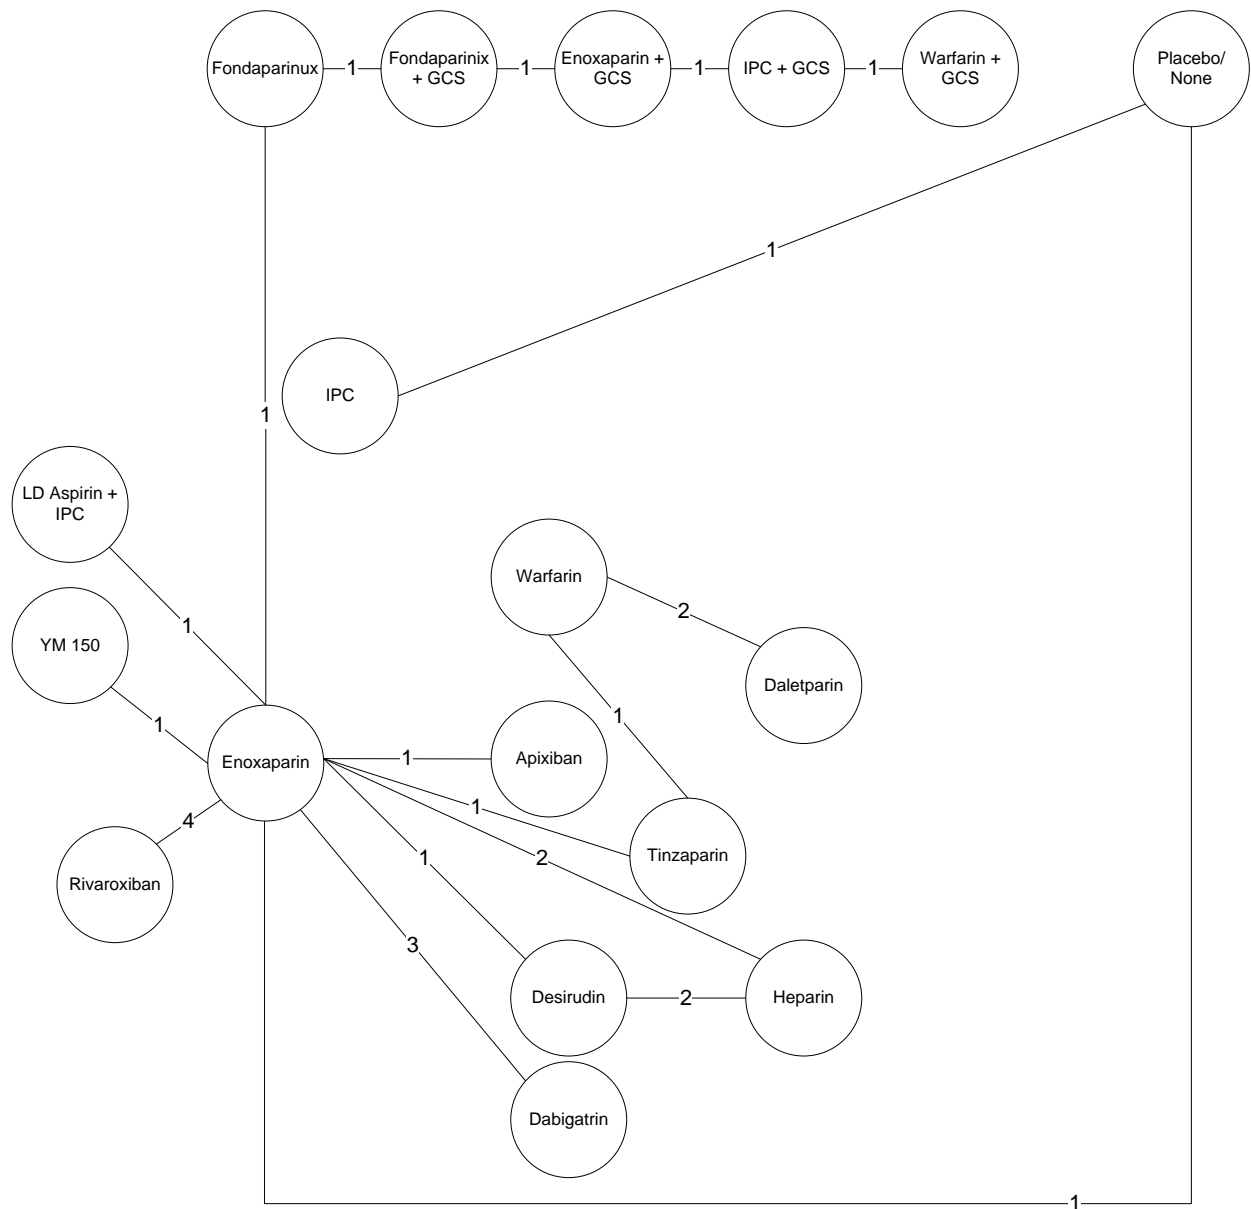 Fondaparinux
1
Fondaparinix
+ GCS
1
Enoxaparin +
GCS
1
IPC + GCS
1
Warfarin +
GCS
Placebo/
None
1
IPC
1
LD Aspirin +
IPC
1
YM 150
1
Warfarin
2
Daletparin
1
Enoxaparin
1
Apixiban
1
Tinzaparin
2
1
4
Rivaroxiban
3
Desirudin
2
Heparin
Dabigatrin
1